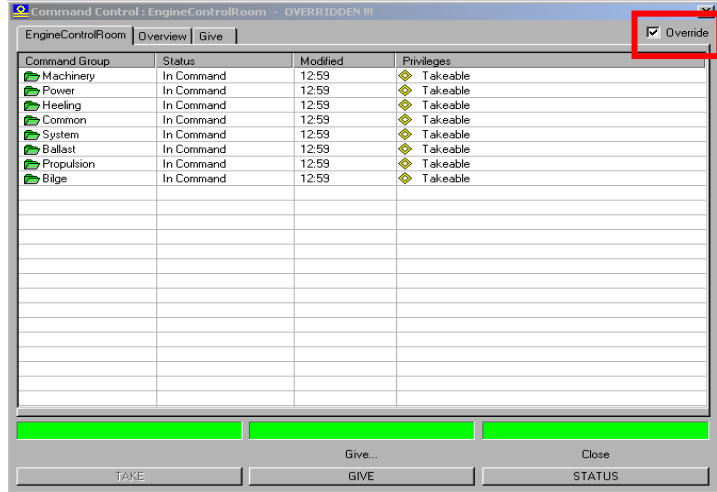 Command Control : EngineControlRoom - OVERRIDDEN !!!
EngineControlRoom Overview Give Override
Command Group Status Modified Privileges
Machinery In Command 12:59 Takeable
Power In Command 12:59 Takeable
Heeling In Command 12:59 Takeable
Common In Command 12:59 Takeable
System In Command 12:59 Takeable
Ballast In Command 12:59 Takeable
Propulsion In Command 12:59 Takeable
Bilge In Command 12:59 Takeable
Give... Close
TAKE GIVE STATUS